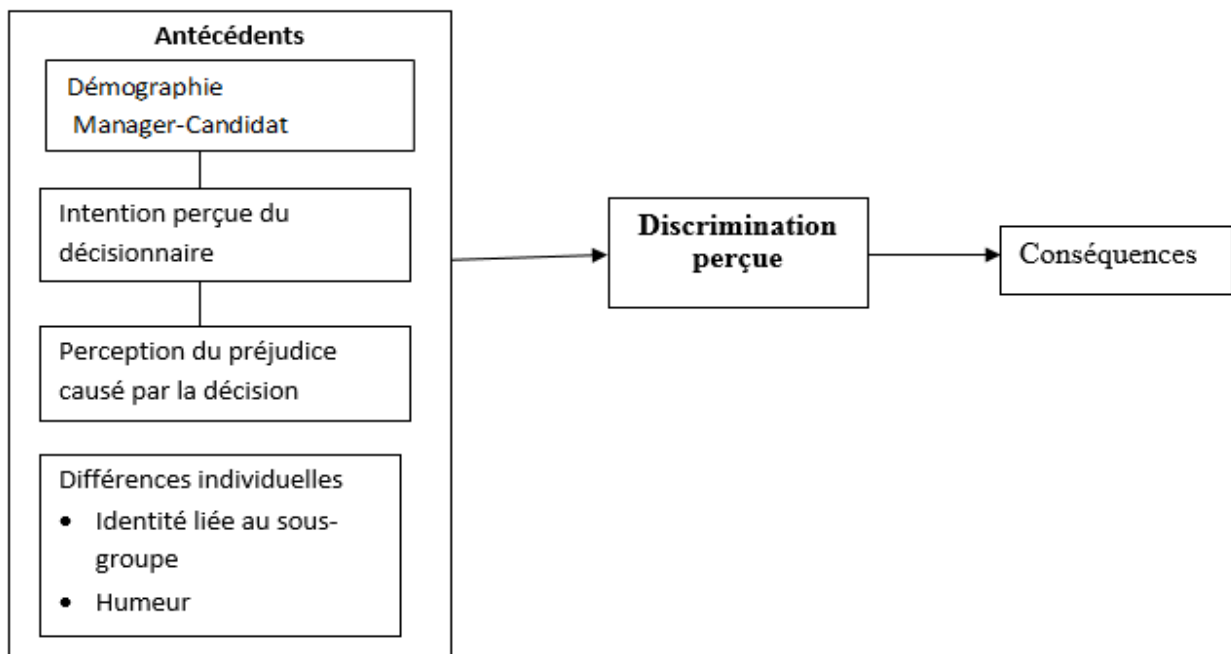 Antécédents
Démographie
Manager-Candidat
Intention perçue du
décisionnaire
Perception du préjudice
causé par la décision
Différences individuelles
• Identité liée au sous-
groupe
• Humeur
Discrimination
perçue
Conséquences